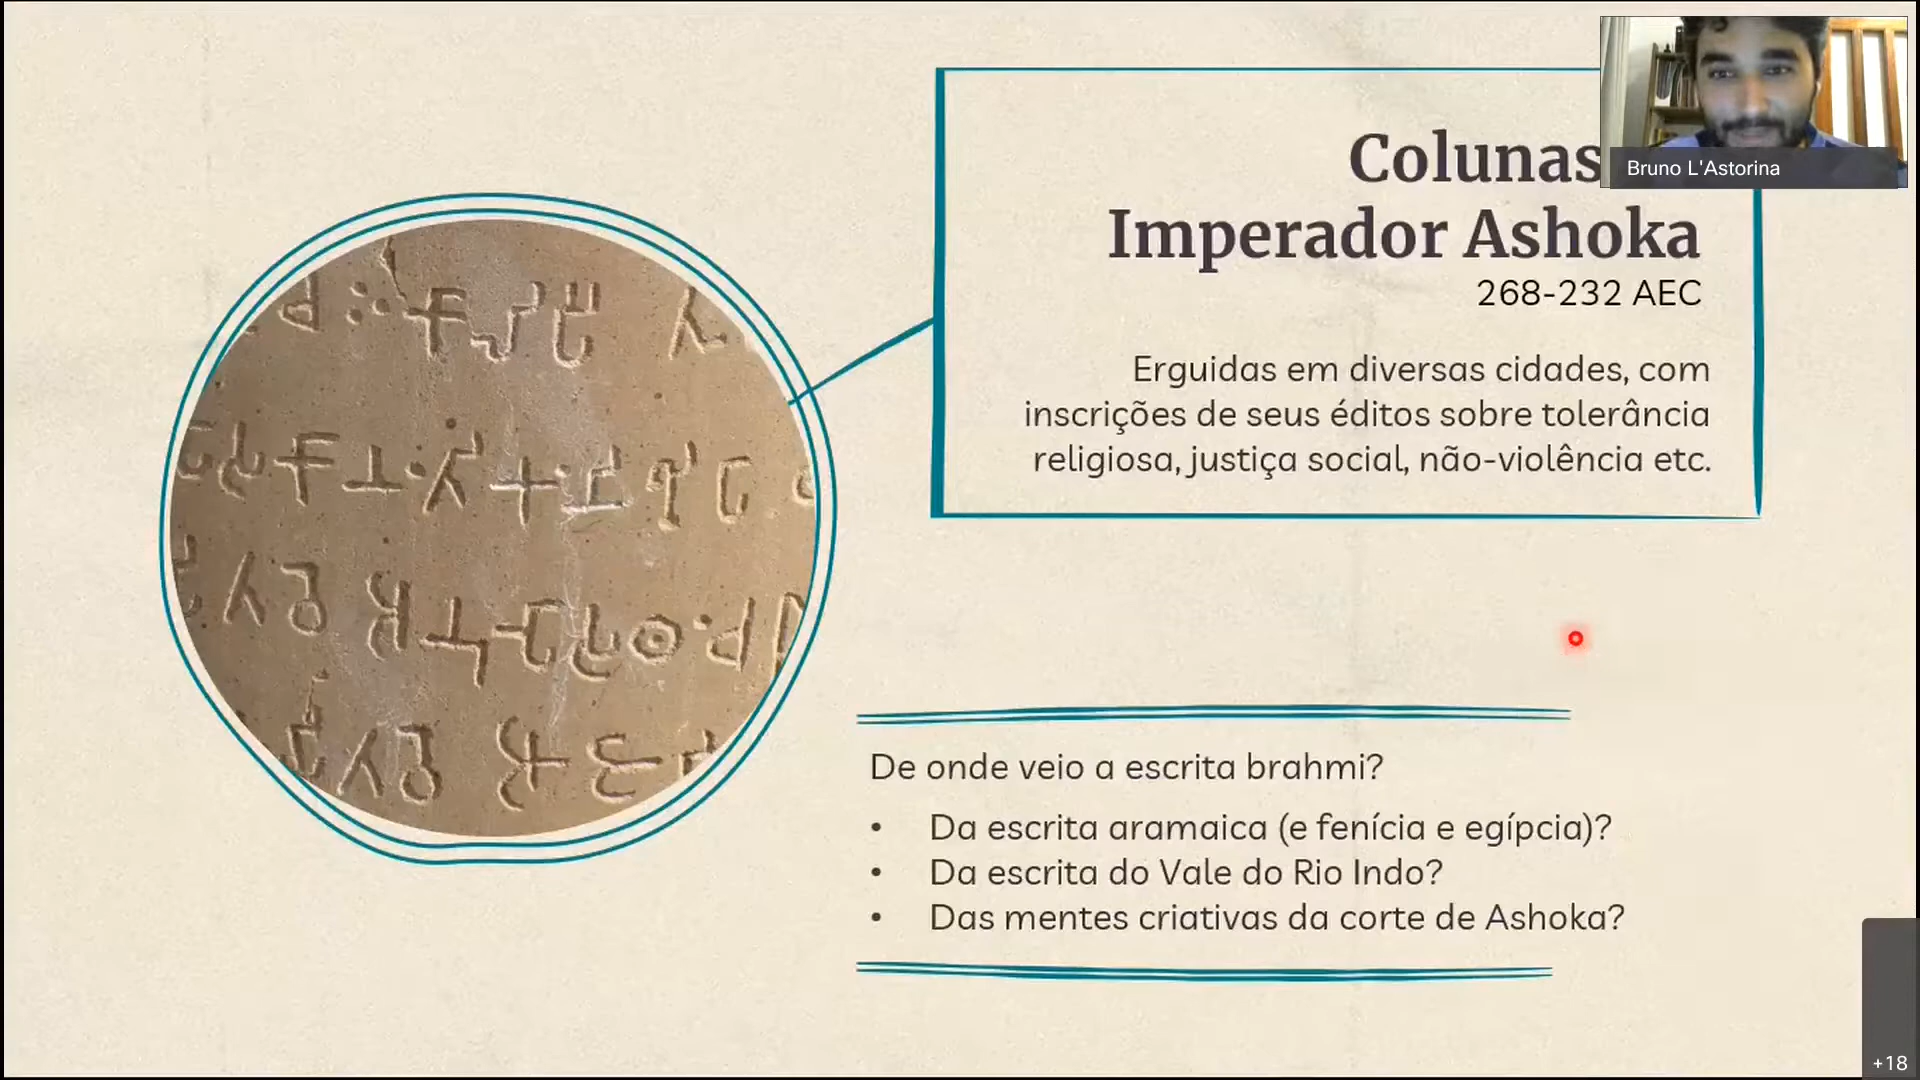 Colunas
Imperador Ashoka
268-232 AEC
Erguidas em diversas cidades, com
inscrições de seus éditos sobre tolerância
religiosa, justiça social, não-violência etc.
De onde veio a escrita brahmi?
• Da escrita aramaica (e fenícia e egípcia)?
• Da escrita do Vale do Rio Indo?
• Das mentes criativas da corte de Ashoka?
Bruno L'Astorina
+18